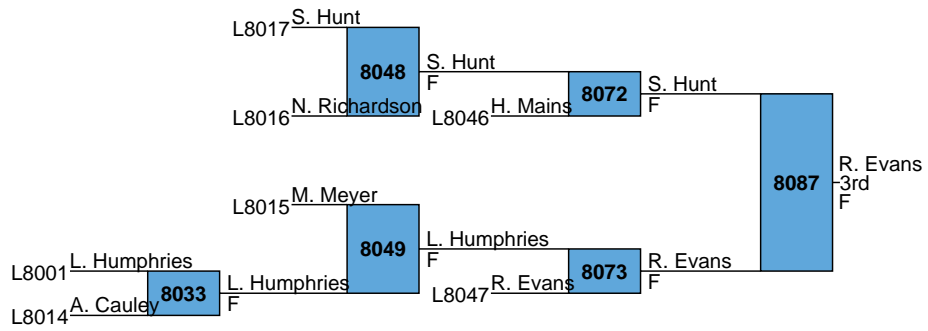 L8017 S. Hunt
8048
S. Hunt
F
L8016 N. Richardson
L8046 H. Mains
8072
S. Hunt
F
8087
R. Evans
3rd
F
L8015 M. Meyer
8049
L. Humphries
F
L8001 L. Humphries
8033
L. Humphries
F
L8014 A. Cauley
L8047 R. Evans
8073
R. Evans
F